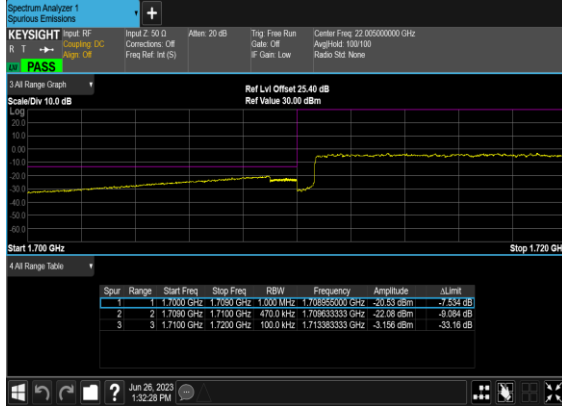 Spectrum Analyzer 1
Spurious Emissions
+
KEYSIGHT Input: RF Input Z: 50 Ω Atten: 20 dB Trig: Free Run Center Freq: 22.005000000 GHz
R T Coupling: DC Corrections: Off Gate: Off Avg|Hold: 100/100
Align: Off Freq Ref: Int (S) IF Gain: Low Radio Std: None
PASS
3 All Range Graph
Ref Lvl Offset 25.40 dB
Scale/Div 10.0 dB Ref Value 30.00 dBm
Log
20.0
10.0
0.00
-10.0
-20.0
-30.0
-40.0
-50.0
-60.0
Start 1.700 GHz Stop 1.720 GH
4 All Range Table
Spur Range Start Freq Stop Freq RBW Frequency Amplitude ΔLimit
1 1 1.7000 GHz 1.7090 GHz 1.000 MHz 1.708955000 GHz -20.53 dBm -7.534 dB
2 2 1.7090 GHz 1.7100 GHz 470.0 kHz 1.709633333 GHz -22.08 dBm -9.084 dB
3 3 1.7100 GHz 1.7200 GHz 100.0 kHz 1.713383333 GHz -3.156 dBm -33.16 dB
? Jun 26, 2023
1:32:28 PM